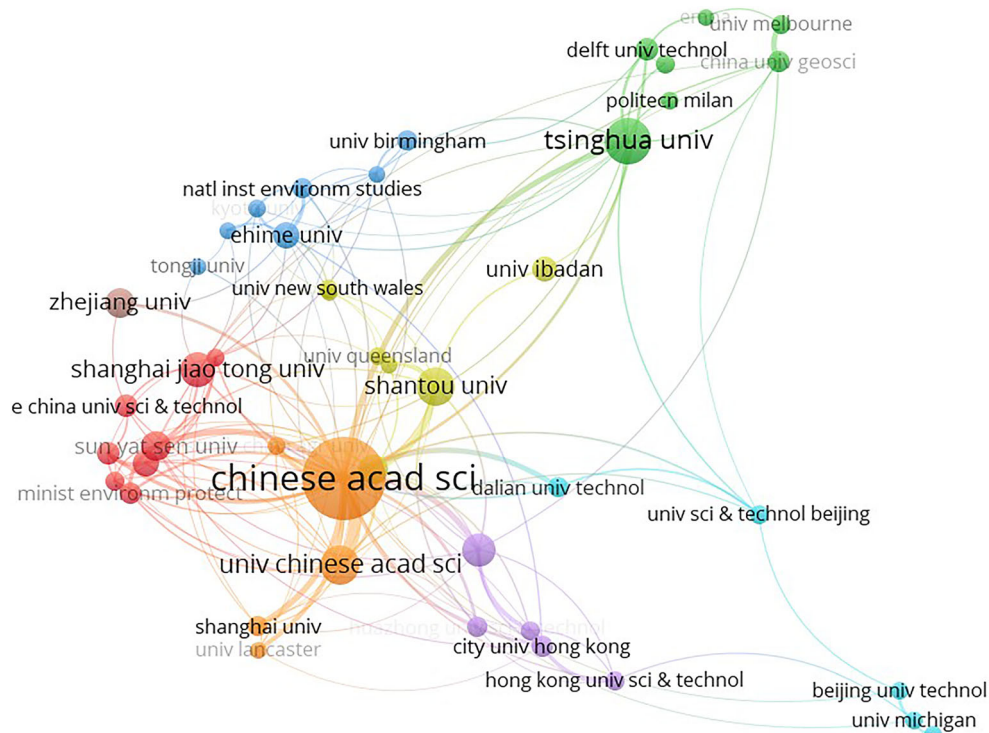 empa
univ melbourne
delft univ technol
china univ geosci
politecn milan
tsinghua univ
univ birmingham
natl inst environm studies
kyoto univ
ehime univ
tongji univ
univ ibadan
univ new south wales
zhejiang univ
univ queensland
shanghai jiao tong univ
shantou univ
e china univ sci & technol
sun yat sen univ
chinese acad sci
dalian univ technol
minist environm protect
univ sci & technol beijing
univ chinese acad sci
shanghai univ
huazhong univ sci & technol
city univ hong kong
univ lancaster
hong kong univ sci & technol
beijing univ technol
univ michigan